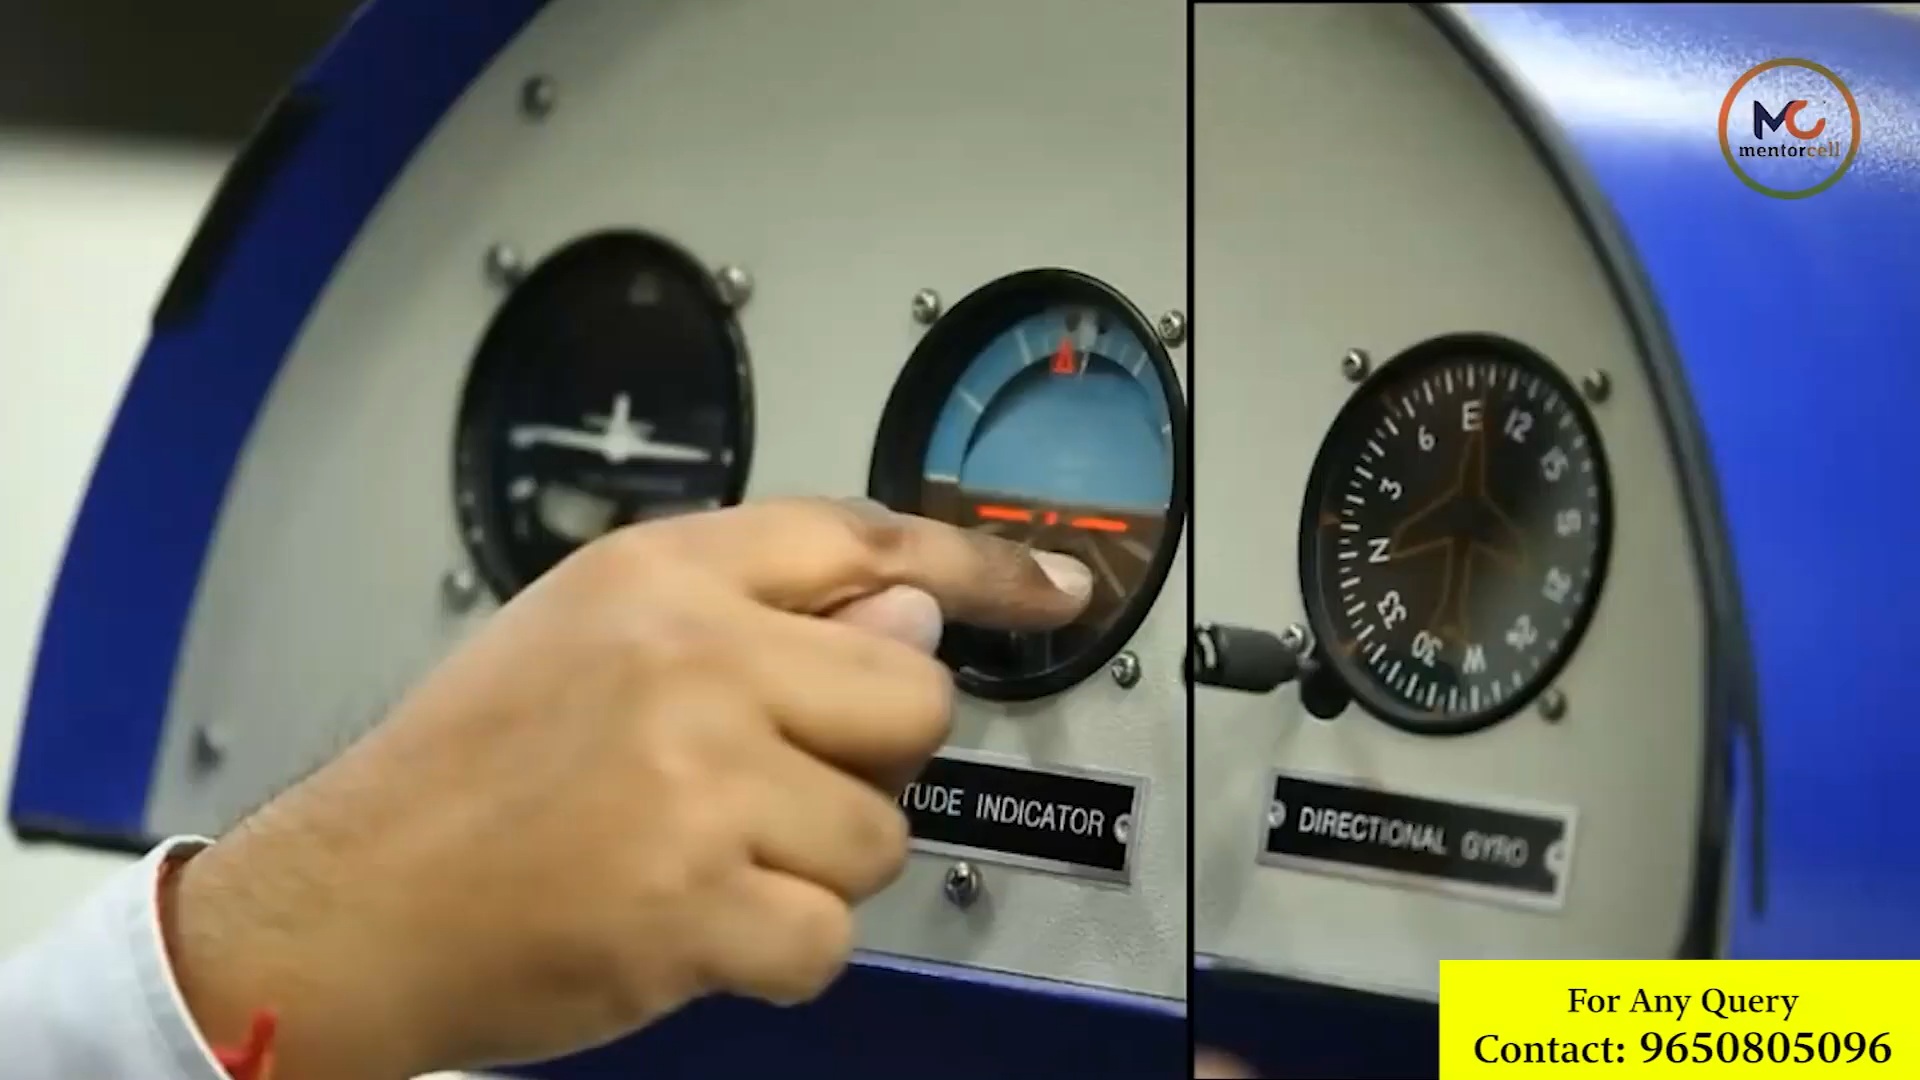 MC
mentorcell
E
12
6
15
3
S
N
21
33
24
30
W
TUDE INDICATOR
DIRECTIONAL GYRO
For Any Query
Contact: 9650805096